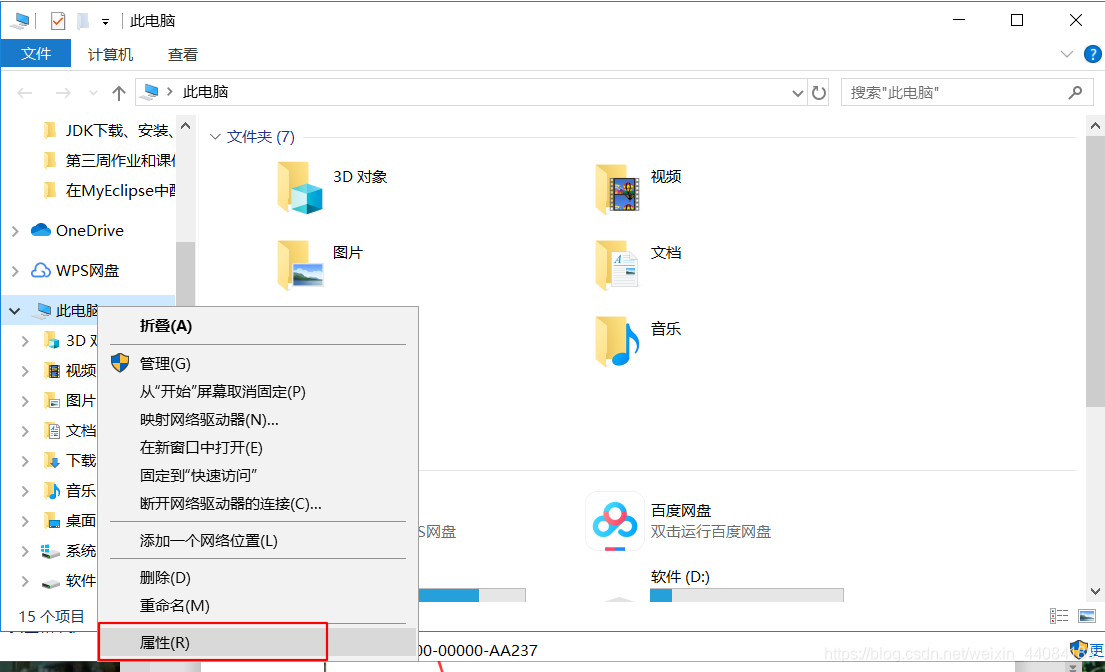 此电脑
文件
计算机
查看
此电脑
搜索"此电脑"
JDK下载、安装、
第三周作业和课件
在MyEclipse中配
OneDrive
WPS网盘
此电脑
3D 对
视频
图片
文档
下载
音乐
桌面
系统
软件
15 个项目
文件夹 (7)
3D 对象
视频
图片
文档
音乐
折叠(A)
管理(G)
从"开始"屏幕取消固定(P)
映射网络驱动器(N)...
在新窗口中打开(E)
固定到"快速访问"
断开网络驱动器的连接(C)...
添加一个网络位置(L)
删除(D)
重命名(M)
属性(R)
S网盘
百度网盘
双击运行百度网盘
软件 (D:)
00-00000-AA237
更